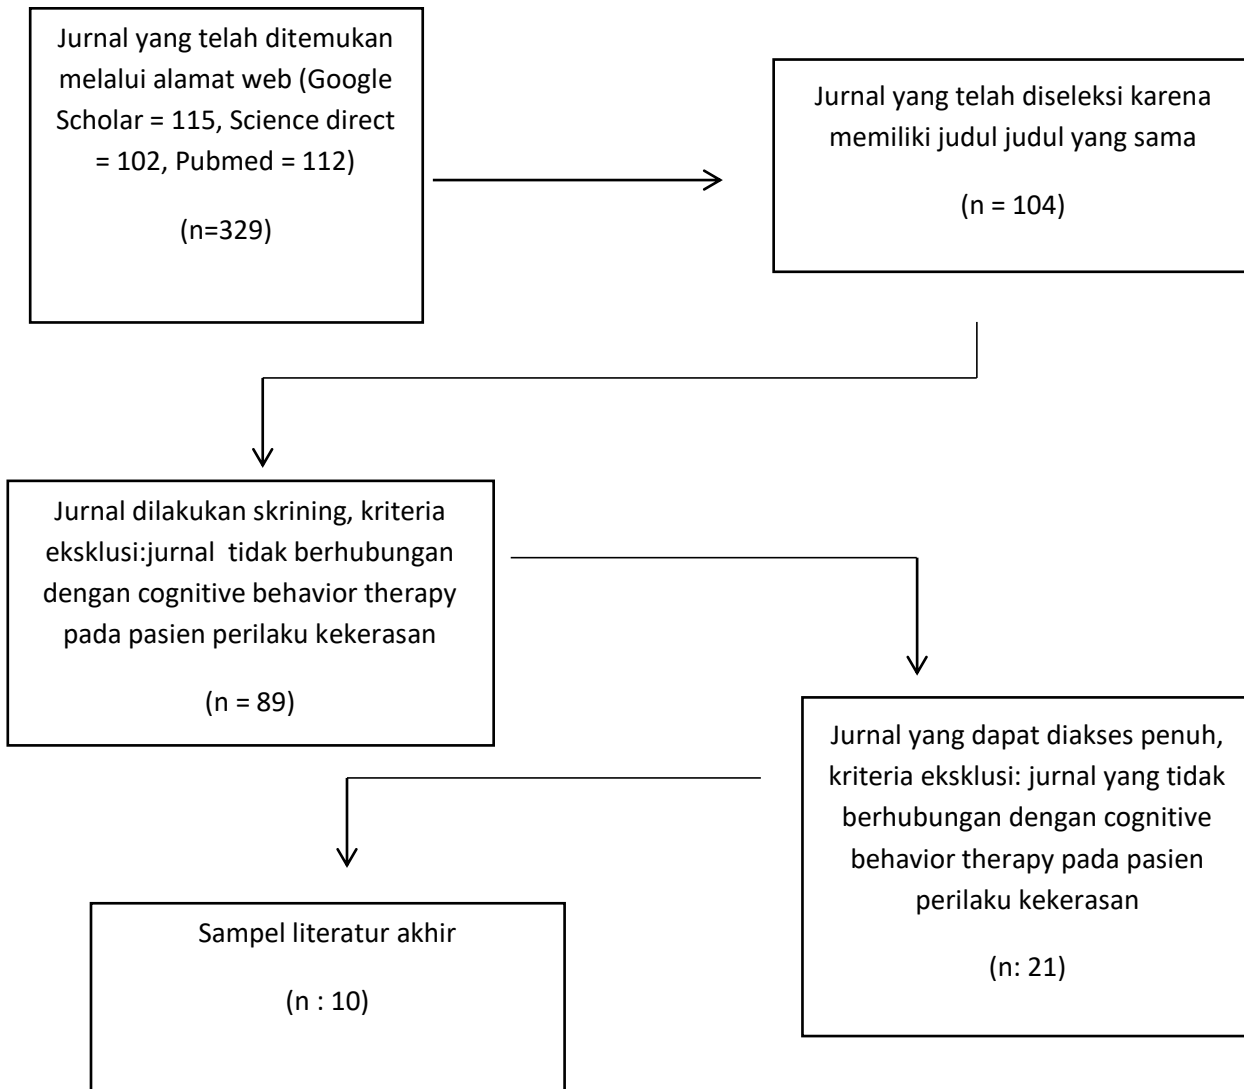 Jurnal yang telah ditemukan
melalui alamat web (Google
Scholar = 115, Science direct
= 102, Pubmed = 112)
(n=329)
Jurnal yang telah diseleksi karena
memiliki judul judul yang sama
(n = 104)
Jurnal dilakukan skrining, kriteria
eksklusi:jurnal  tidak berhubungan
dengan cognitive behavior therapy
pada pasien perilaku kekerasan
(n = 89)
Jurnal yang dapat diakses penuh,
kriteria eksklusi: jurnal yang tidak
berhubungan dengan cognitive
behavior therapy pada pasien
perilaku kekerasan
(n: 21)
Sampel literatur akhir
(n : 10)